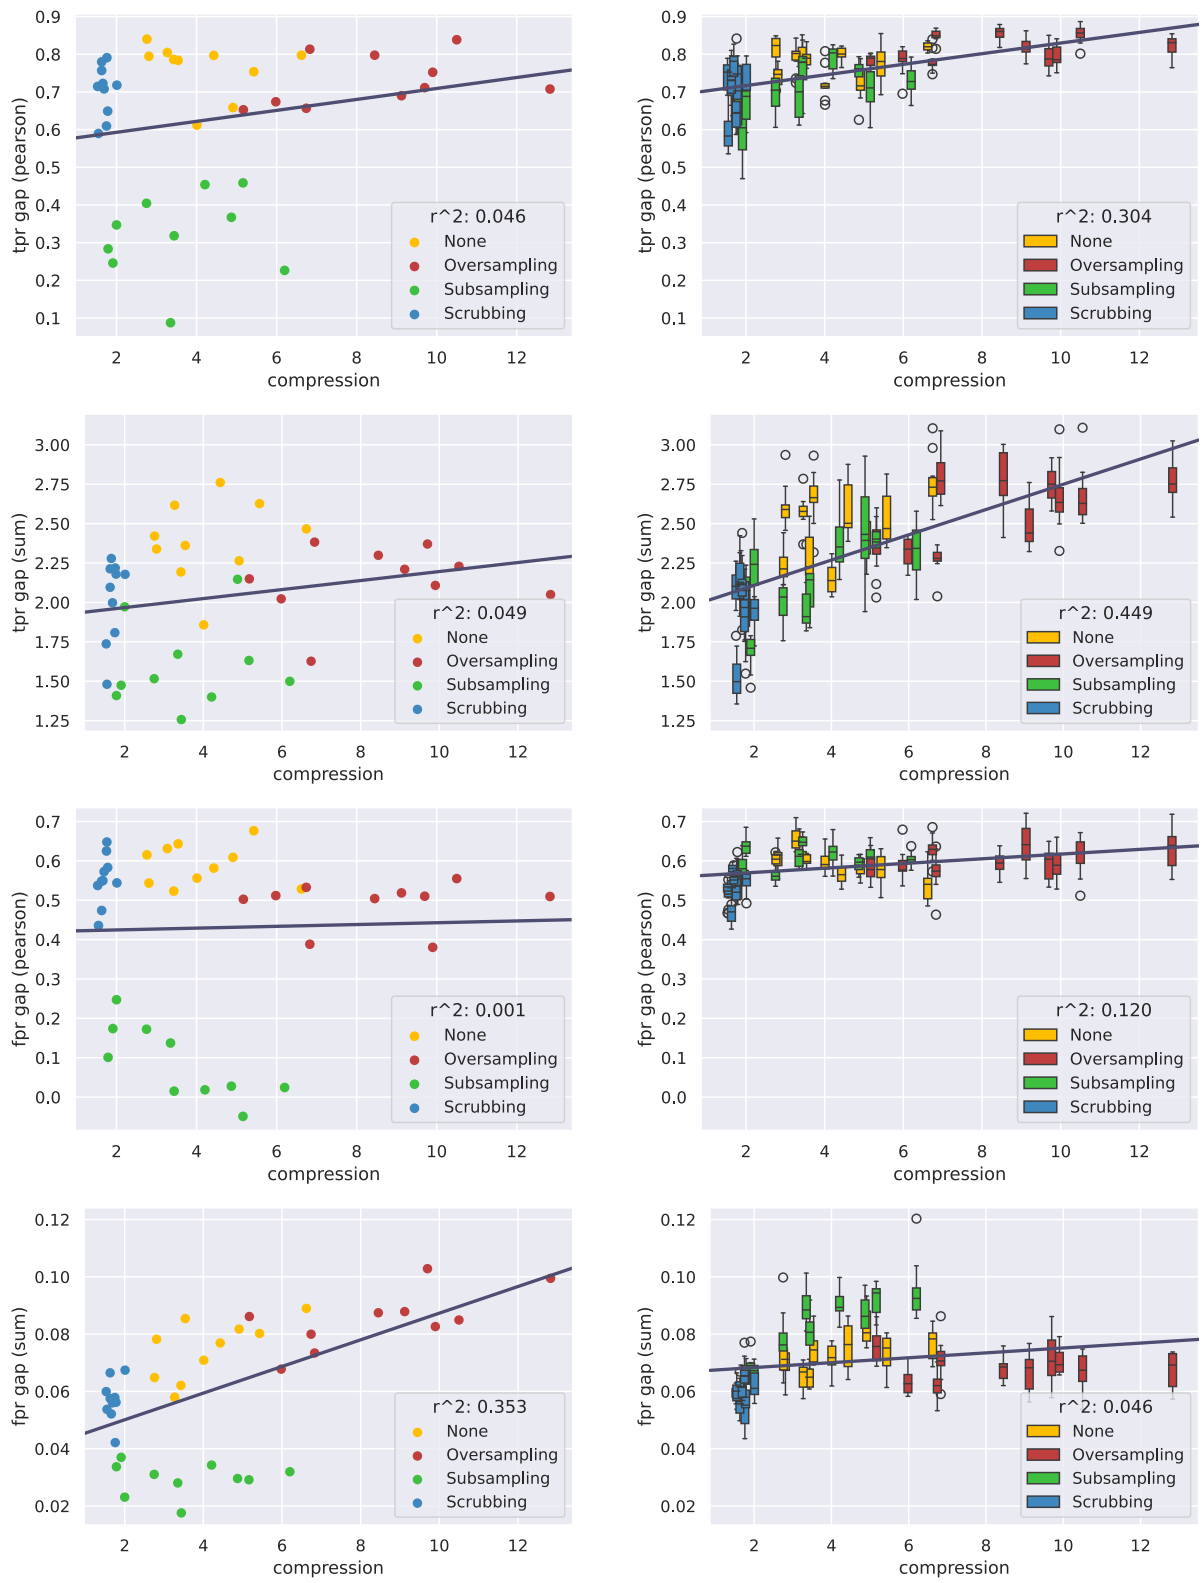 0.9
0.8
0.7
0.6
0.5
0.4
0.3
0.2
0.1
tpr gap (pearson)
r^2: 0.046
None
Oversampling
Subsampling
Scrubbing
2 4 6 8 10 12
compression
0.9
0.8
0.7
0.6
0.5
0.4
0.3
0.2
0.1
tpr gap (pearson)
r^2: 0.304
None
Oversampling
Subsampling
Scrubbing
2 4 6 8 10 12
compression
3.00
2.75
2.50
2.25
2.00
1.75
1.50
1.25
tpr gap (sum)
r^2: 0.049
None
Oversampling
Subsampling
Scrubbing
2 4 6 8 10 12
compression
3.00
2.75
2.50
2.25
2.00
1.75
1.50
1.25
tpr gap (sum)
r^2: 0.449
None
Oversampling
Subsampling
Scrubbing
2 4 6 8 10 12
compression
0.7
0.6
0.5
0.4
0.3
0.2
0.1
0.0
fpr gap (pearson)
r^2: 0.001
None
Oversampling
Subsampling
Scrubbing
2 4 6 8 10 12
compression
0.7
0.6
0.5
0.4
0.3
0.2
0.1
0.0
fpr gap (pearson)
r^2: 0.120
None
Oversampling
Subsampling
Scrubbing
2 4 6 8 10 12
compression
0.12
0.10
0.08
0.06
0.04
0.02
fpr gap (sum)
r^2: 0.353
None
Oversampling
Subsampling
Scrubbing
2 4 6 8 10 12
compression
0.12
0.10
0.08
0.06
0.04
0.02
fpr gap (sum)
r^2: 0.046
None
Oversampling
Subsampling
Scrubbing
2 4 6 8 10 12
compression